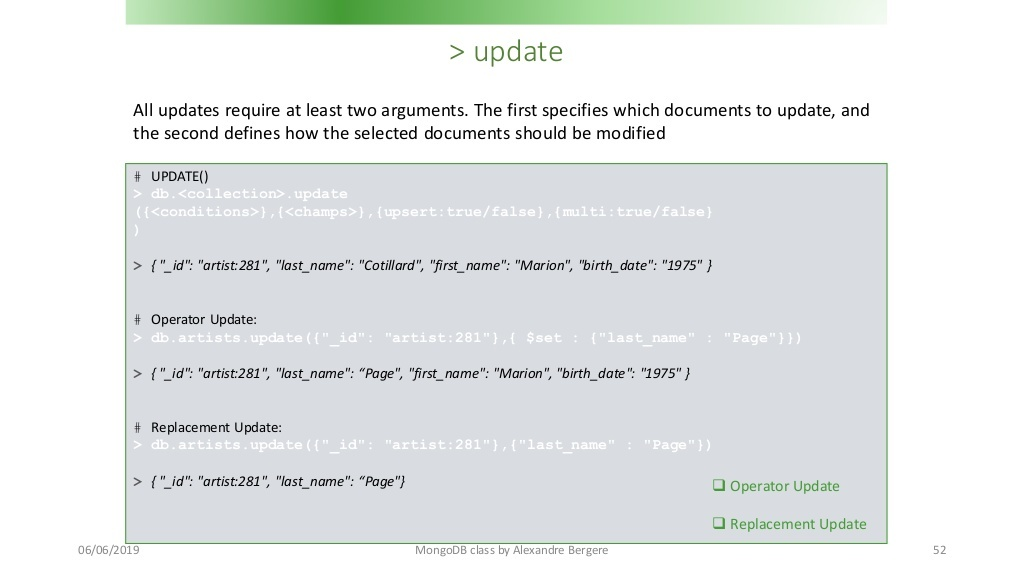 > update
All updates require at least two arguments. The first specifies which documents to update, and
the second defines how the selected documents should be modified
# UPDATE()
> db.<collection>.update
({<conditions>},{<champs>},{upsert:true/false},{multi:true/false}
)
> { "_id": "artist:281", "last_name": "Cotillard", "first_name": "Marion", "birth_date": "1975" }
# Operator Update:
> db.artists.update({"_id": "artist:281"},{ $set : {"last_name" : "Page"}})
> { "_id": "artist:281", "last_name": “Page", "first_name": "Marion", "birth_date": "1975" }
# Replacement Update:
> db.artists.update({"_id": "artist:281"},{"last_name" : "Page"})
> { "_id": "artist:281", "last_name": “Page"}
❑ Operator Update
❑ Replacement Update
06/06/2019 MongoDB class by Alexandre Bergere 52